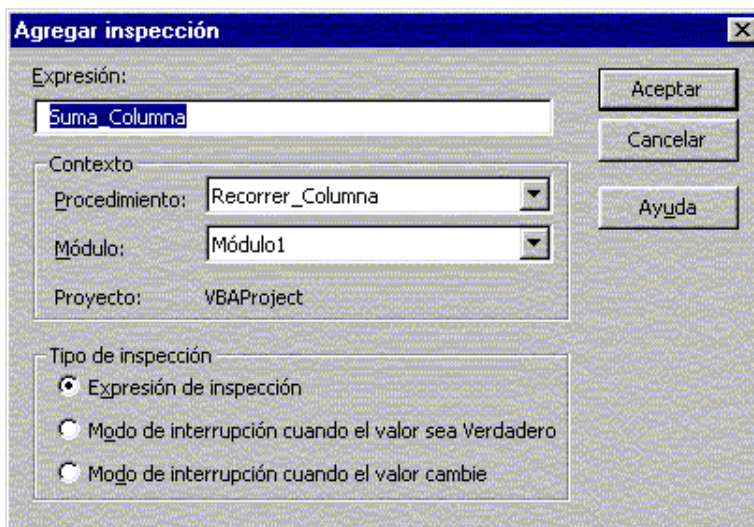 Agregar inspección
Expresión:
Suma_Columna
Aceptar
Cancelar
Ayuda
Contexto
Procedimiento: Recorrer_Columna
Módulo: Módulo1
Proyecto: VBAProject
Tipo de inspección
Expresión de inspección
Modo de interrupción cuando el valor sea Verdadero
Modo de interrupción cuando el valor cambie